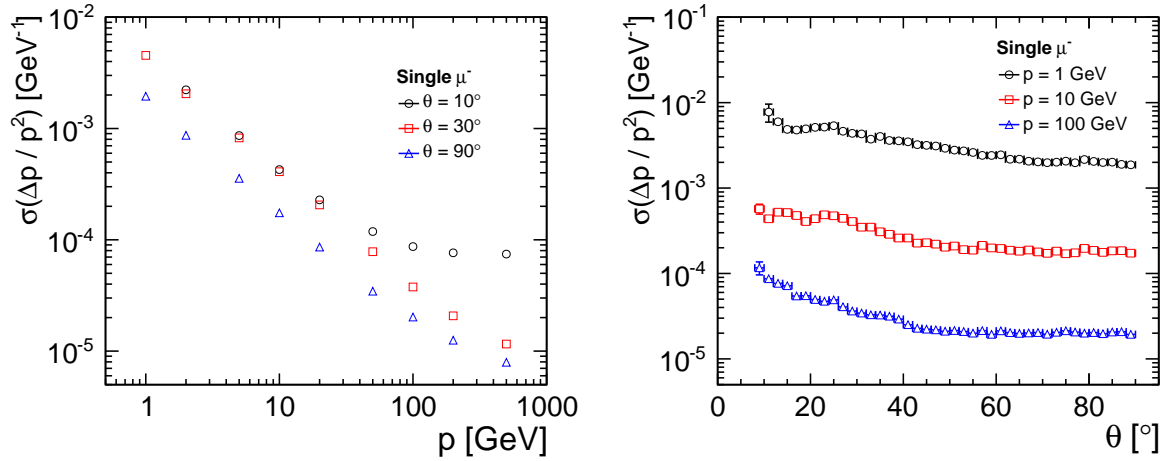 σ(Δp / p²) [GeV⁻¹]
10⁻²
10⁻³
10⁻⁴
10⁻⁵
Single μ⁻
θ = 10°
θ = 30°
θ = 90°
1 10 100 1000
p [GeV]
σ(Δp / p²) [GeV⁻¹]
10⁻¹
10⁻²
10⁻³
10⁻⁴
10⁻⁵
Single μ⁻
p = 1 GeV
p = 10 GeV
p = 100 GeV
0 20 40 60 80
θ [°]